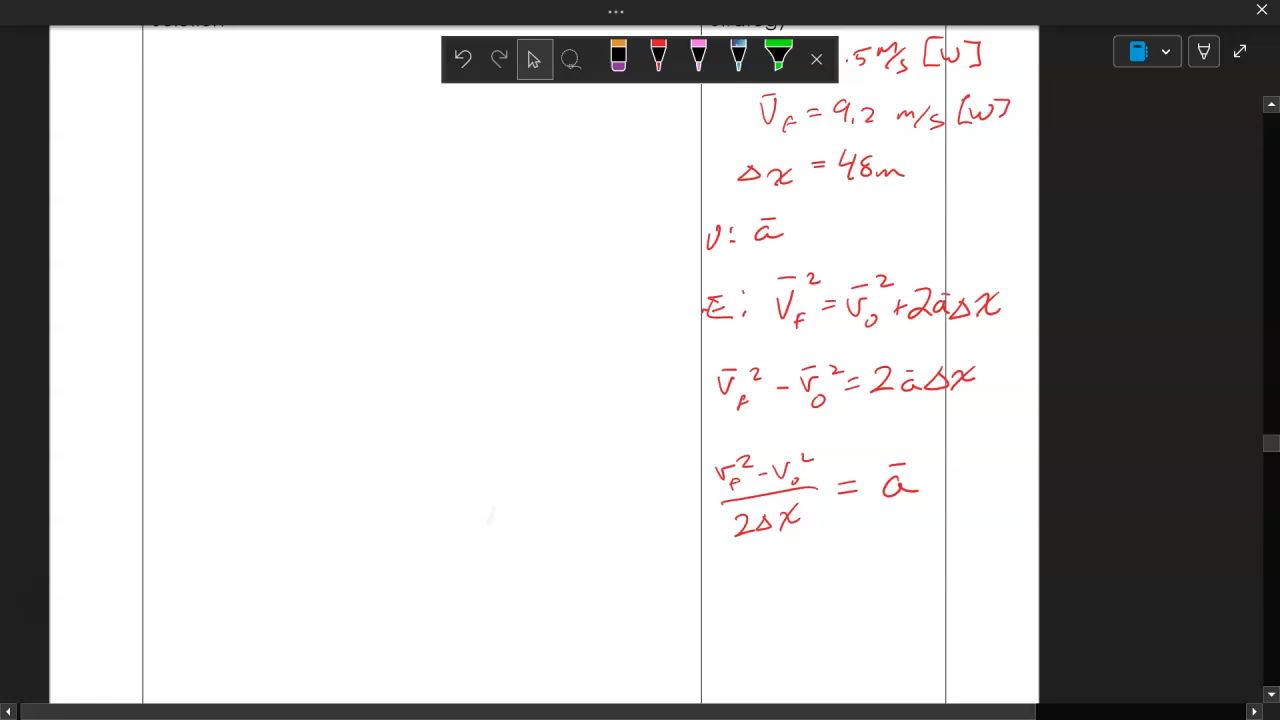 .5 m/s [W]
V̄f = 9.2 m/s [W]
Δx = 48m
U: ā
E: V̄f² = V̄₀² + 2āΔx
V̄f² - V̄₀² = 2āΔx
Vf² - V₀² / 2Δx = ā